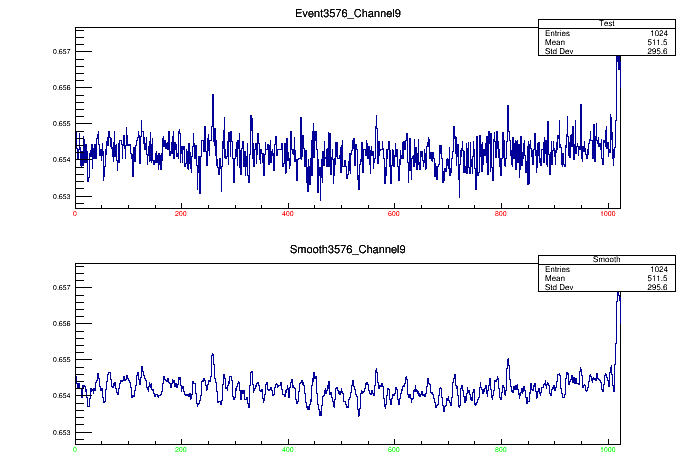 Event3576_Channel9
Test
Entries 1024
Mean 511.5
Std Dev 295.6
0.657
0.656
0.655
0.654
0.653
0 200 400 600 800 1000
Smooth3576_Channel9
Smooth
Entries 1024
Mean 511.5
Std Dev 295.6
0.657
0.656
0.655
0.654
0.653
0 200 400 600 800 1000